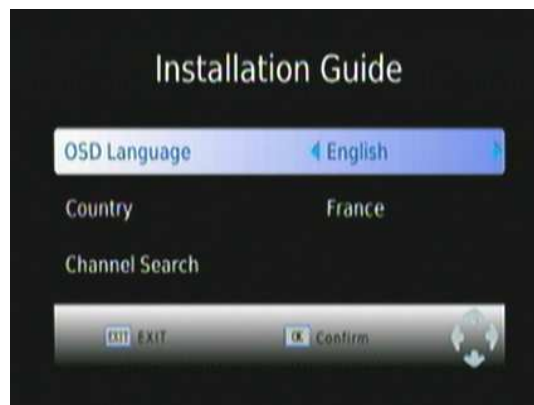 Installation Guide
OSD Language English
Country France
Channel Search
EXIT EXIT OK Confirm